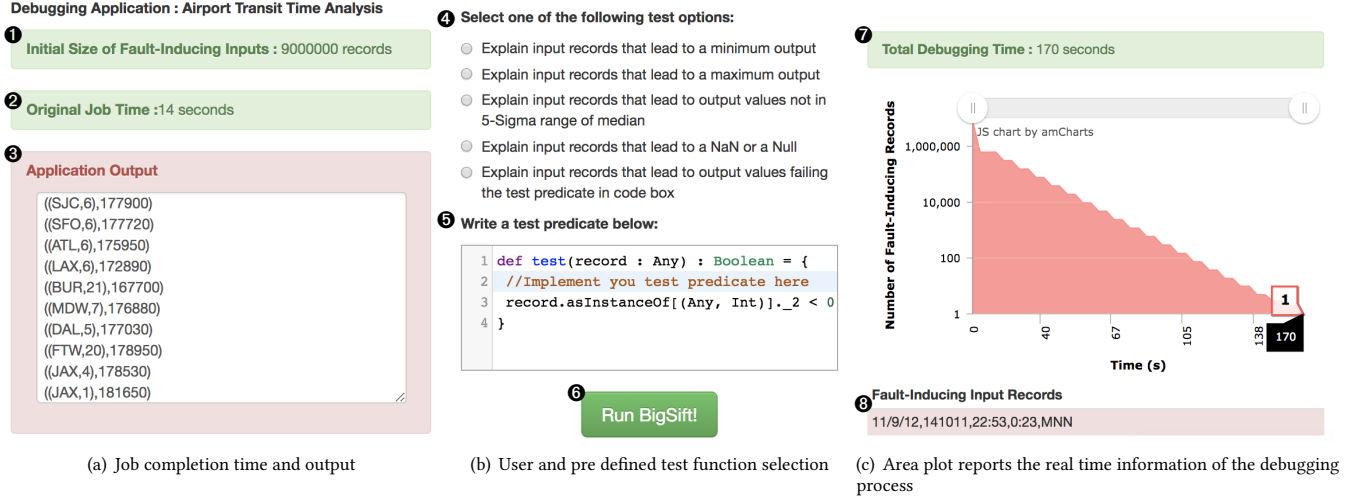 Debugging Application : Airport Transit Time Analysis
1
Initial Size of Fault-Inducing Inputs : 9000000 records
2
Original Job Time :14 seconds
3
Application Output
((SJC,6),177900)
((SFO,6),177720)
((ATL,6),175950)
((LAX,6),172890)
((BUR,21),167700)
((MDW,7),176880)
((DAL,5),177030)
((FTW,20),178950)
((JAX,4),178530)
((JAX,1),181650)
(a) Job completion time and output
4 Select one of the following test options:
Explain input records that lead to a minimum output
Explain input records that lead to a maximum output
Explain input records that lead to output values not in
5-Sigma range of median
Explain input records that lead to a NaN or a Null
Explain input records that lead to output values failing
the test predicate in code box
5 Write a test predicate below:
1 def test(record : Any) : Boolean = {
2 //Implement you test predicate here
3 record.asInstanceOf[(Any, Int)]._2 < 0
4 }
6
Run BigSift!
(b) User and pre defined test function selection
7
Total Debugging Time : 170 seconds
JS chart by amCharts
Number of Fault-Inducing Records
1,000,000
10,000
100
1
1
0
40
67
105
138
170
Time (s)
8 Fault-Inducing Input Records
11/9/12,141011,22:53,0:23,MNN
(c) Area plot reports the real time information of the debugging
process